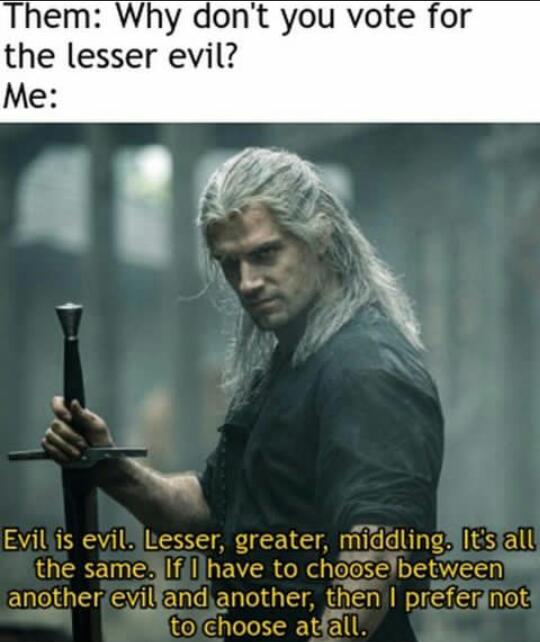 Them: Why don't you vote for
the lesser evil?
Me:
Evil is evil. Lesser, greater, middling. It's all
the same. If I have to choose between
another evil and another, then I prefer not
to choose at all.